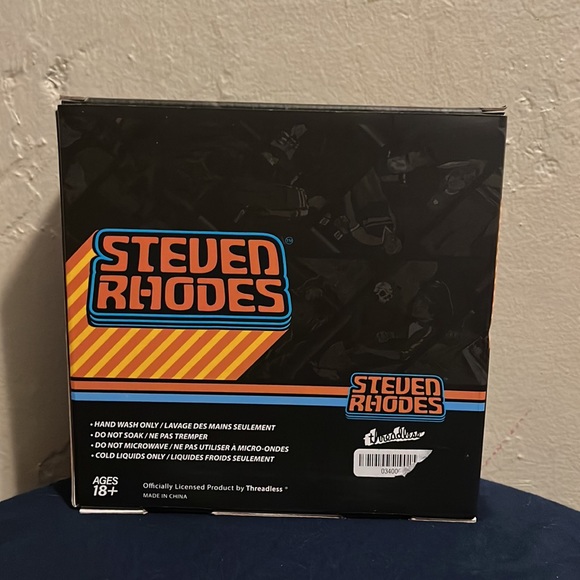 STEVEN
RHODES
TM
STEVEN
RHODES
• HAND WASH ONLY / LAVAGE DES MAINS SEULEMENT
• DO NOT SOAK / NE PAS TREMPER
• DO NOT MICROWAVE / NE PAS UTILISER À MICRO-ONDES
• COLD LIQUIDS ONLY / LIQUIDES FROIDS SEULEMENT
threadless
AGES
18+
Officially Licensed Product by Threadless ™
MADE IN CHINA